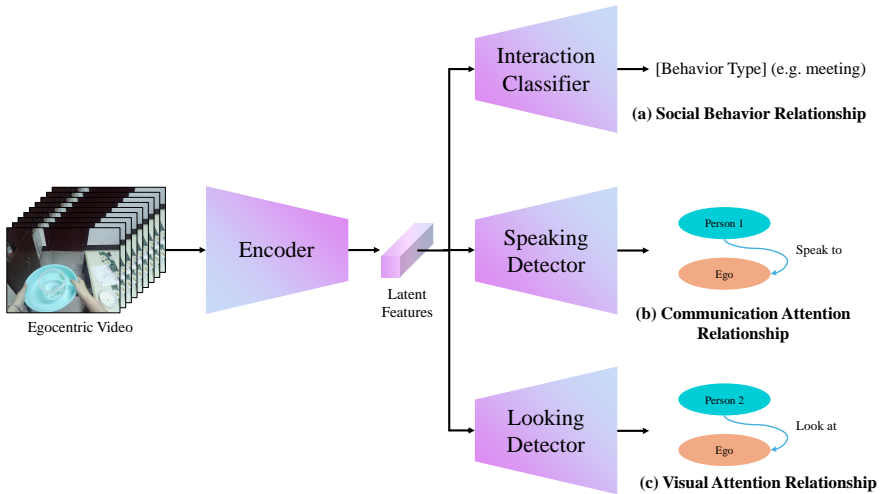 Egocentric Video
Encoder
Latent
Features
Interaction
Classifier
[Behavior Type] (e.g. meeting)
(a) Social Behavior Relationship
Speaking
Detector
Person 1
Speak to
Ego
(b) Communication Attention
Relationship
Looking
Detector
Person 2
Look at
Ego
(c) Visual Attention Relationship